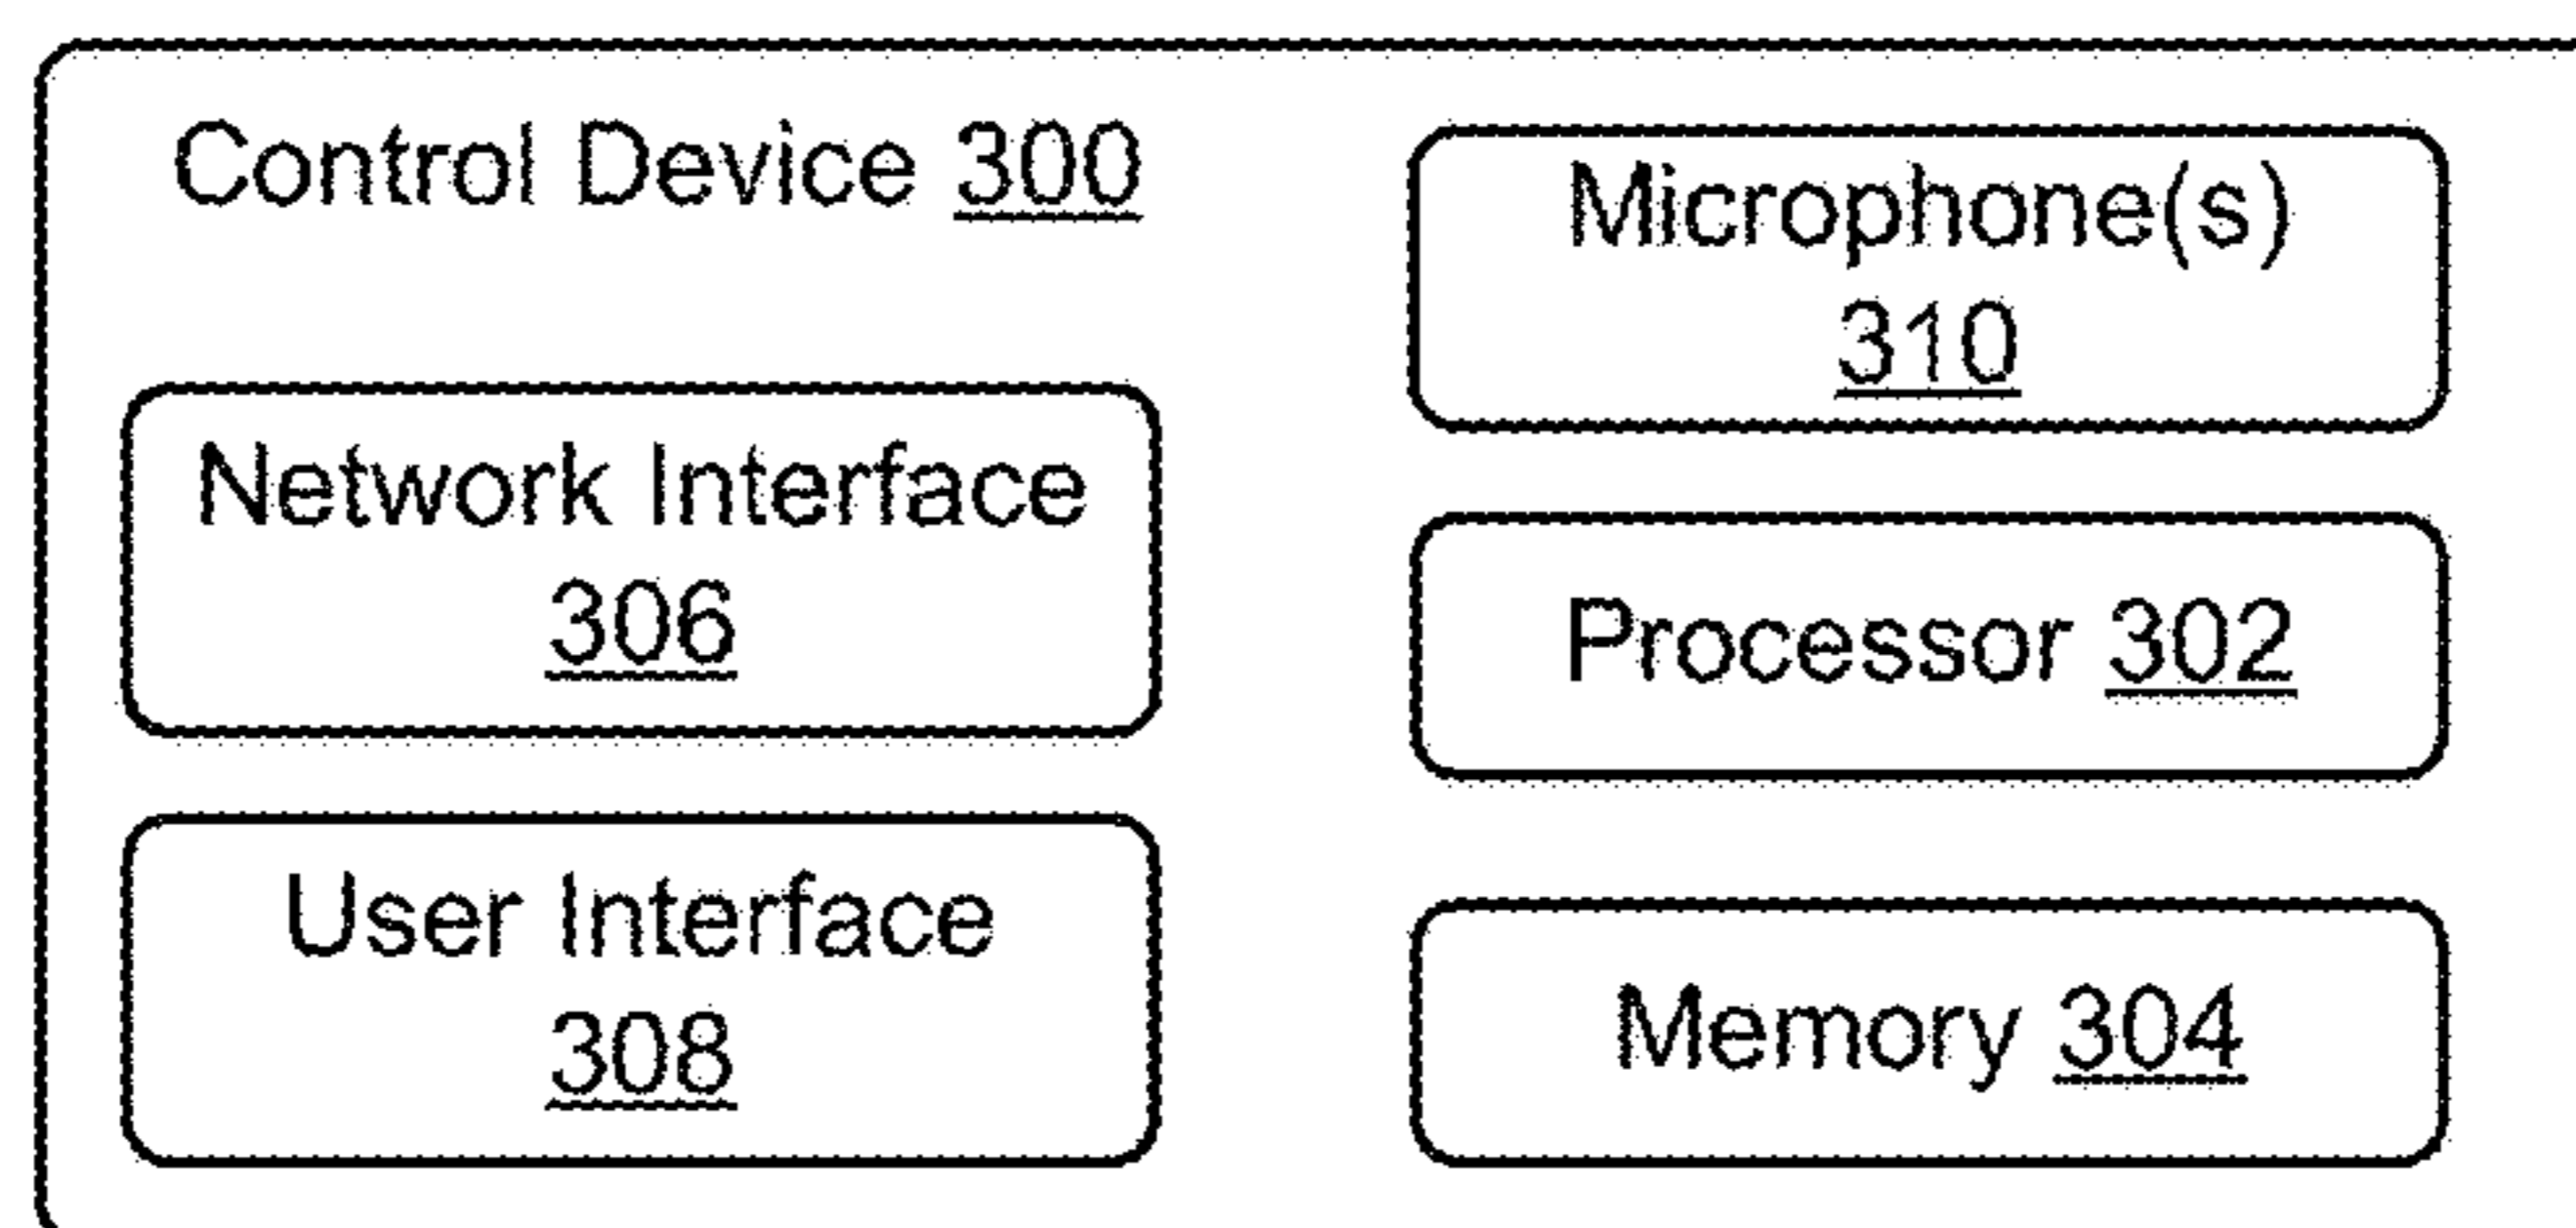 Control Device 300
Microphone(s)
310
Network Interface
306
Processor 302
User Interface
308
Memory 304